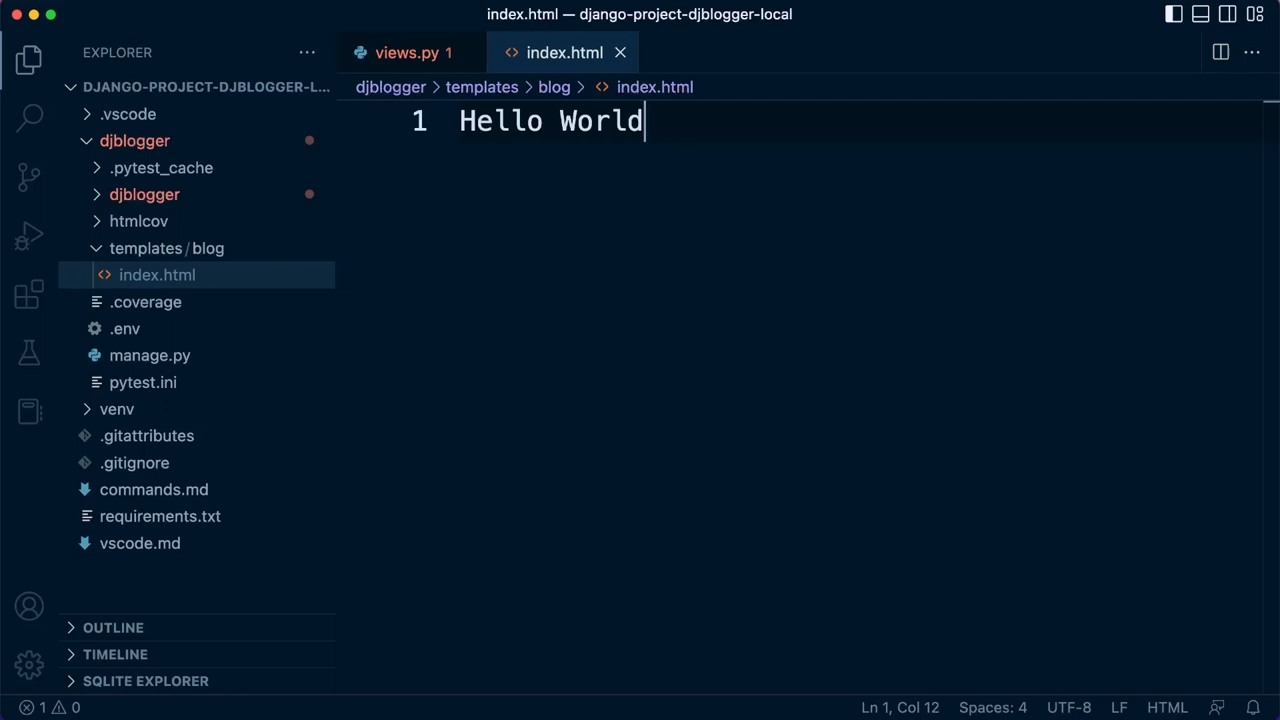 index.html — django-project-djblogger-local
EXPLORER
views.py 1
index.html
DJANGO-PROJECT-DJBLOGGER-L...
djblogger > templates > blog > index.html
.vscode
1 Hello World
djblogger
.pytest_cache
djblogger
htmlcov
templates/blog
index.html
.coverage
.env
manage.py
pytest.ini
venv
.gitattributes
.gitignore
commands.md
requirements.txt
vscode.md
OUTLINE
TIMELINE
SQLITE EXPLORER
1 0 Ln 1, Col 12 Spaces: 4 UTF-8 LF HTML